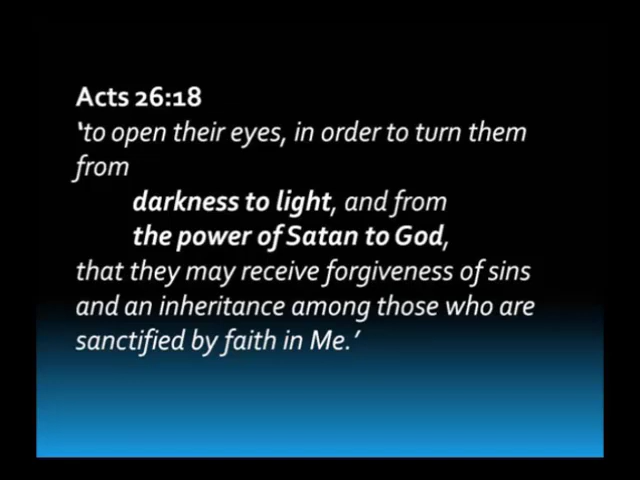 Acts 26:18
‘to open their eyes, in order to turn them
from
darkness to light, and from
the power of Satan to God,
that they may receive forgiveness of sins
and an inheritance among those who are
sanctified by faith in Me.’